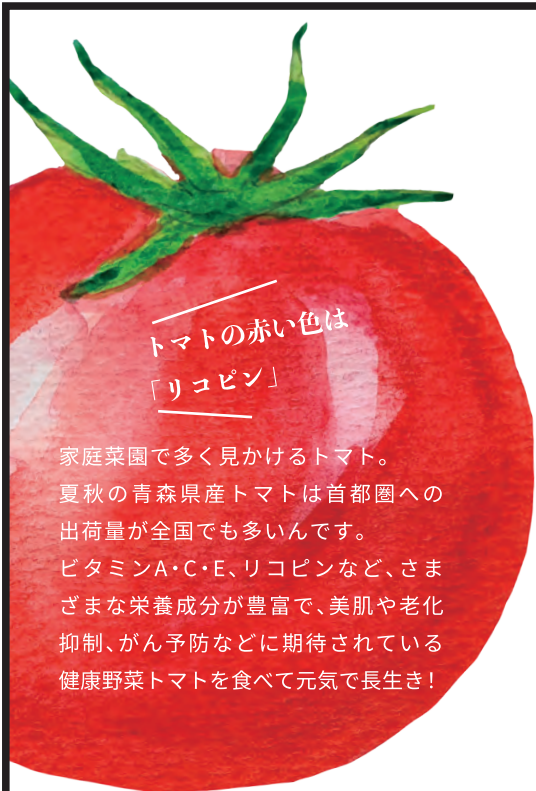 トマトの赤い色は
「リコピン」
家庭菜園で多く見かけるトマト。
夏秋の青森県産トマトは首都圏への
出荷量が全国でも多いんです。
ビタミンA・C・E、リコピンなど、さま
ざまな栄養成分が豊富で、美肌や老化
抑制、がん予防などに期待されている
健康野菜トマトを食べて元気で長生き!